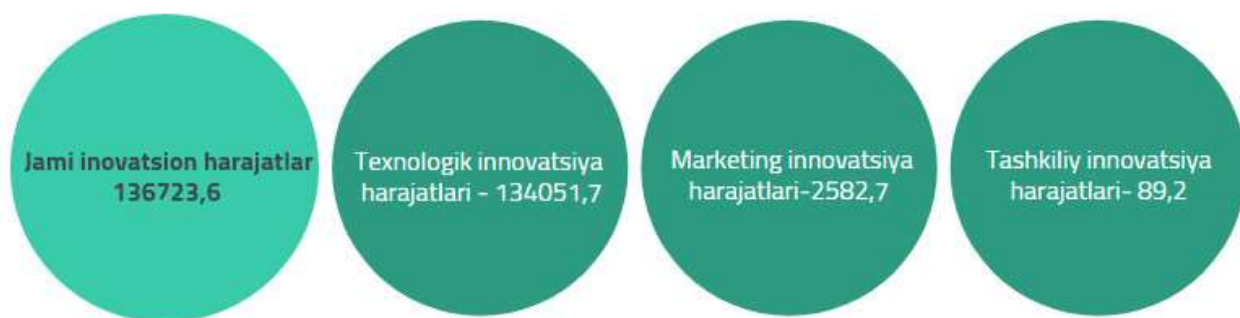 Jami inovatsion harajatlar
136723,6
Texnologik innovatsiya
harajatlari - 134051,7
Marketing innovatsiya
harajatlari-2582,7
Tashkiliy innovatsiya
harajatlari- 89,2